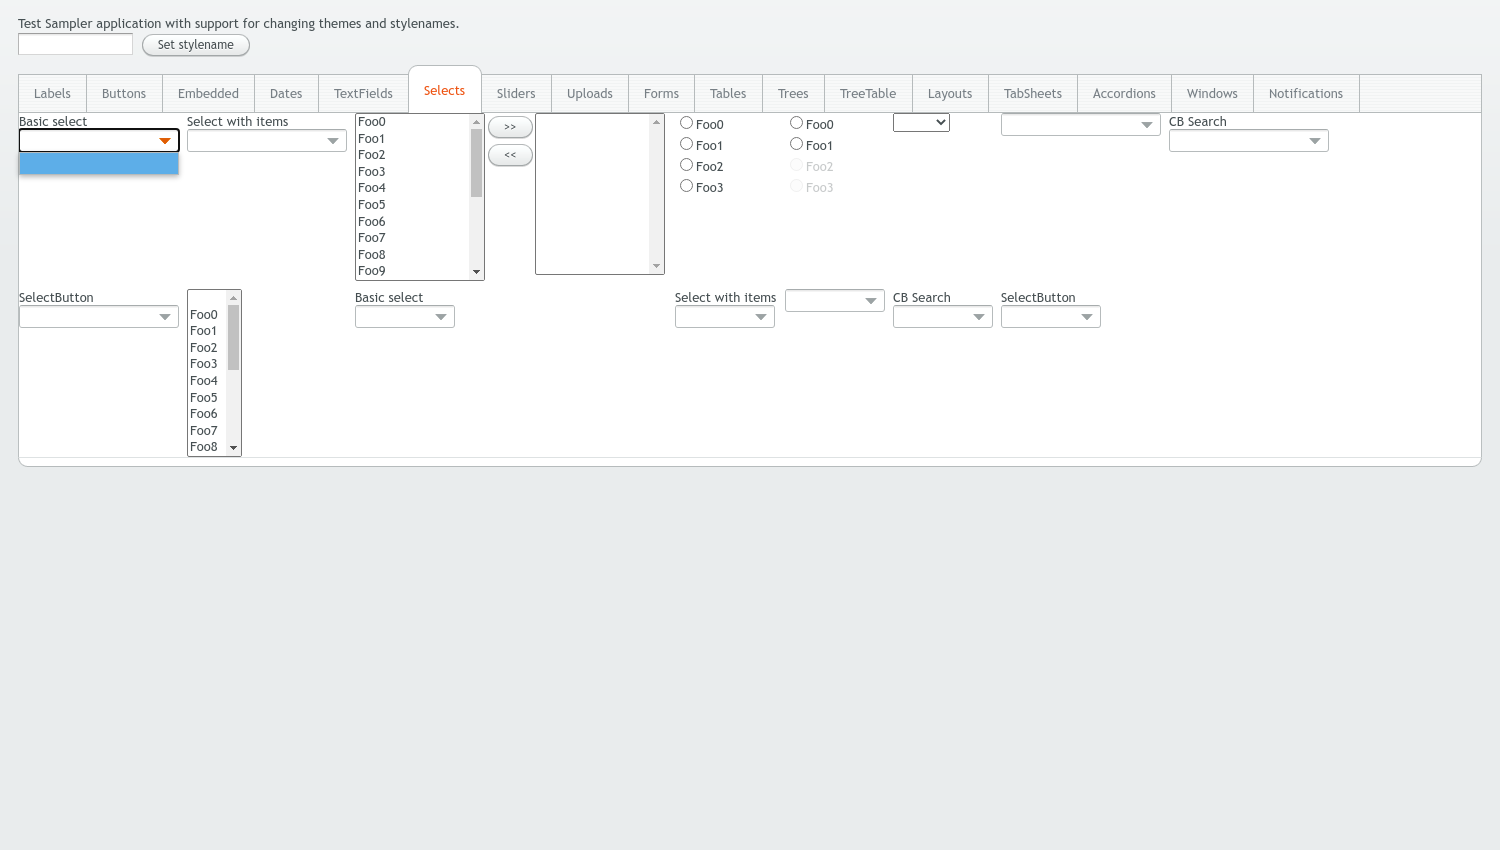 Test Sampler application with support for changing themes and stylenames.
Set stylename
Labels Buttons Embedded Dates TextFields Selects Sliders Uploads Forms Tables Trees TreeTable Layouts TabSheets Accordions Windows Notifications
Basic select
Select with items
Foo0
Foo1
Foo2
Foo3
Foo4
Foo5
Foo6
Foo7
Foo8
Foo9
>>
<<
Foo0
Foo1
Foo2
Foo3
Foo0
Foo1
Foo2
Foo3
CB Search
SelectButton
Foo0
Foo1
Foo2
Foo3
Foo4
Foo5
Foo6
Foo7
Foo8
Basic select
Select with items
CB Search
SelectButton